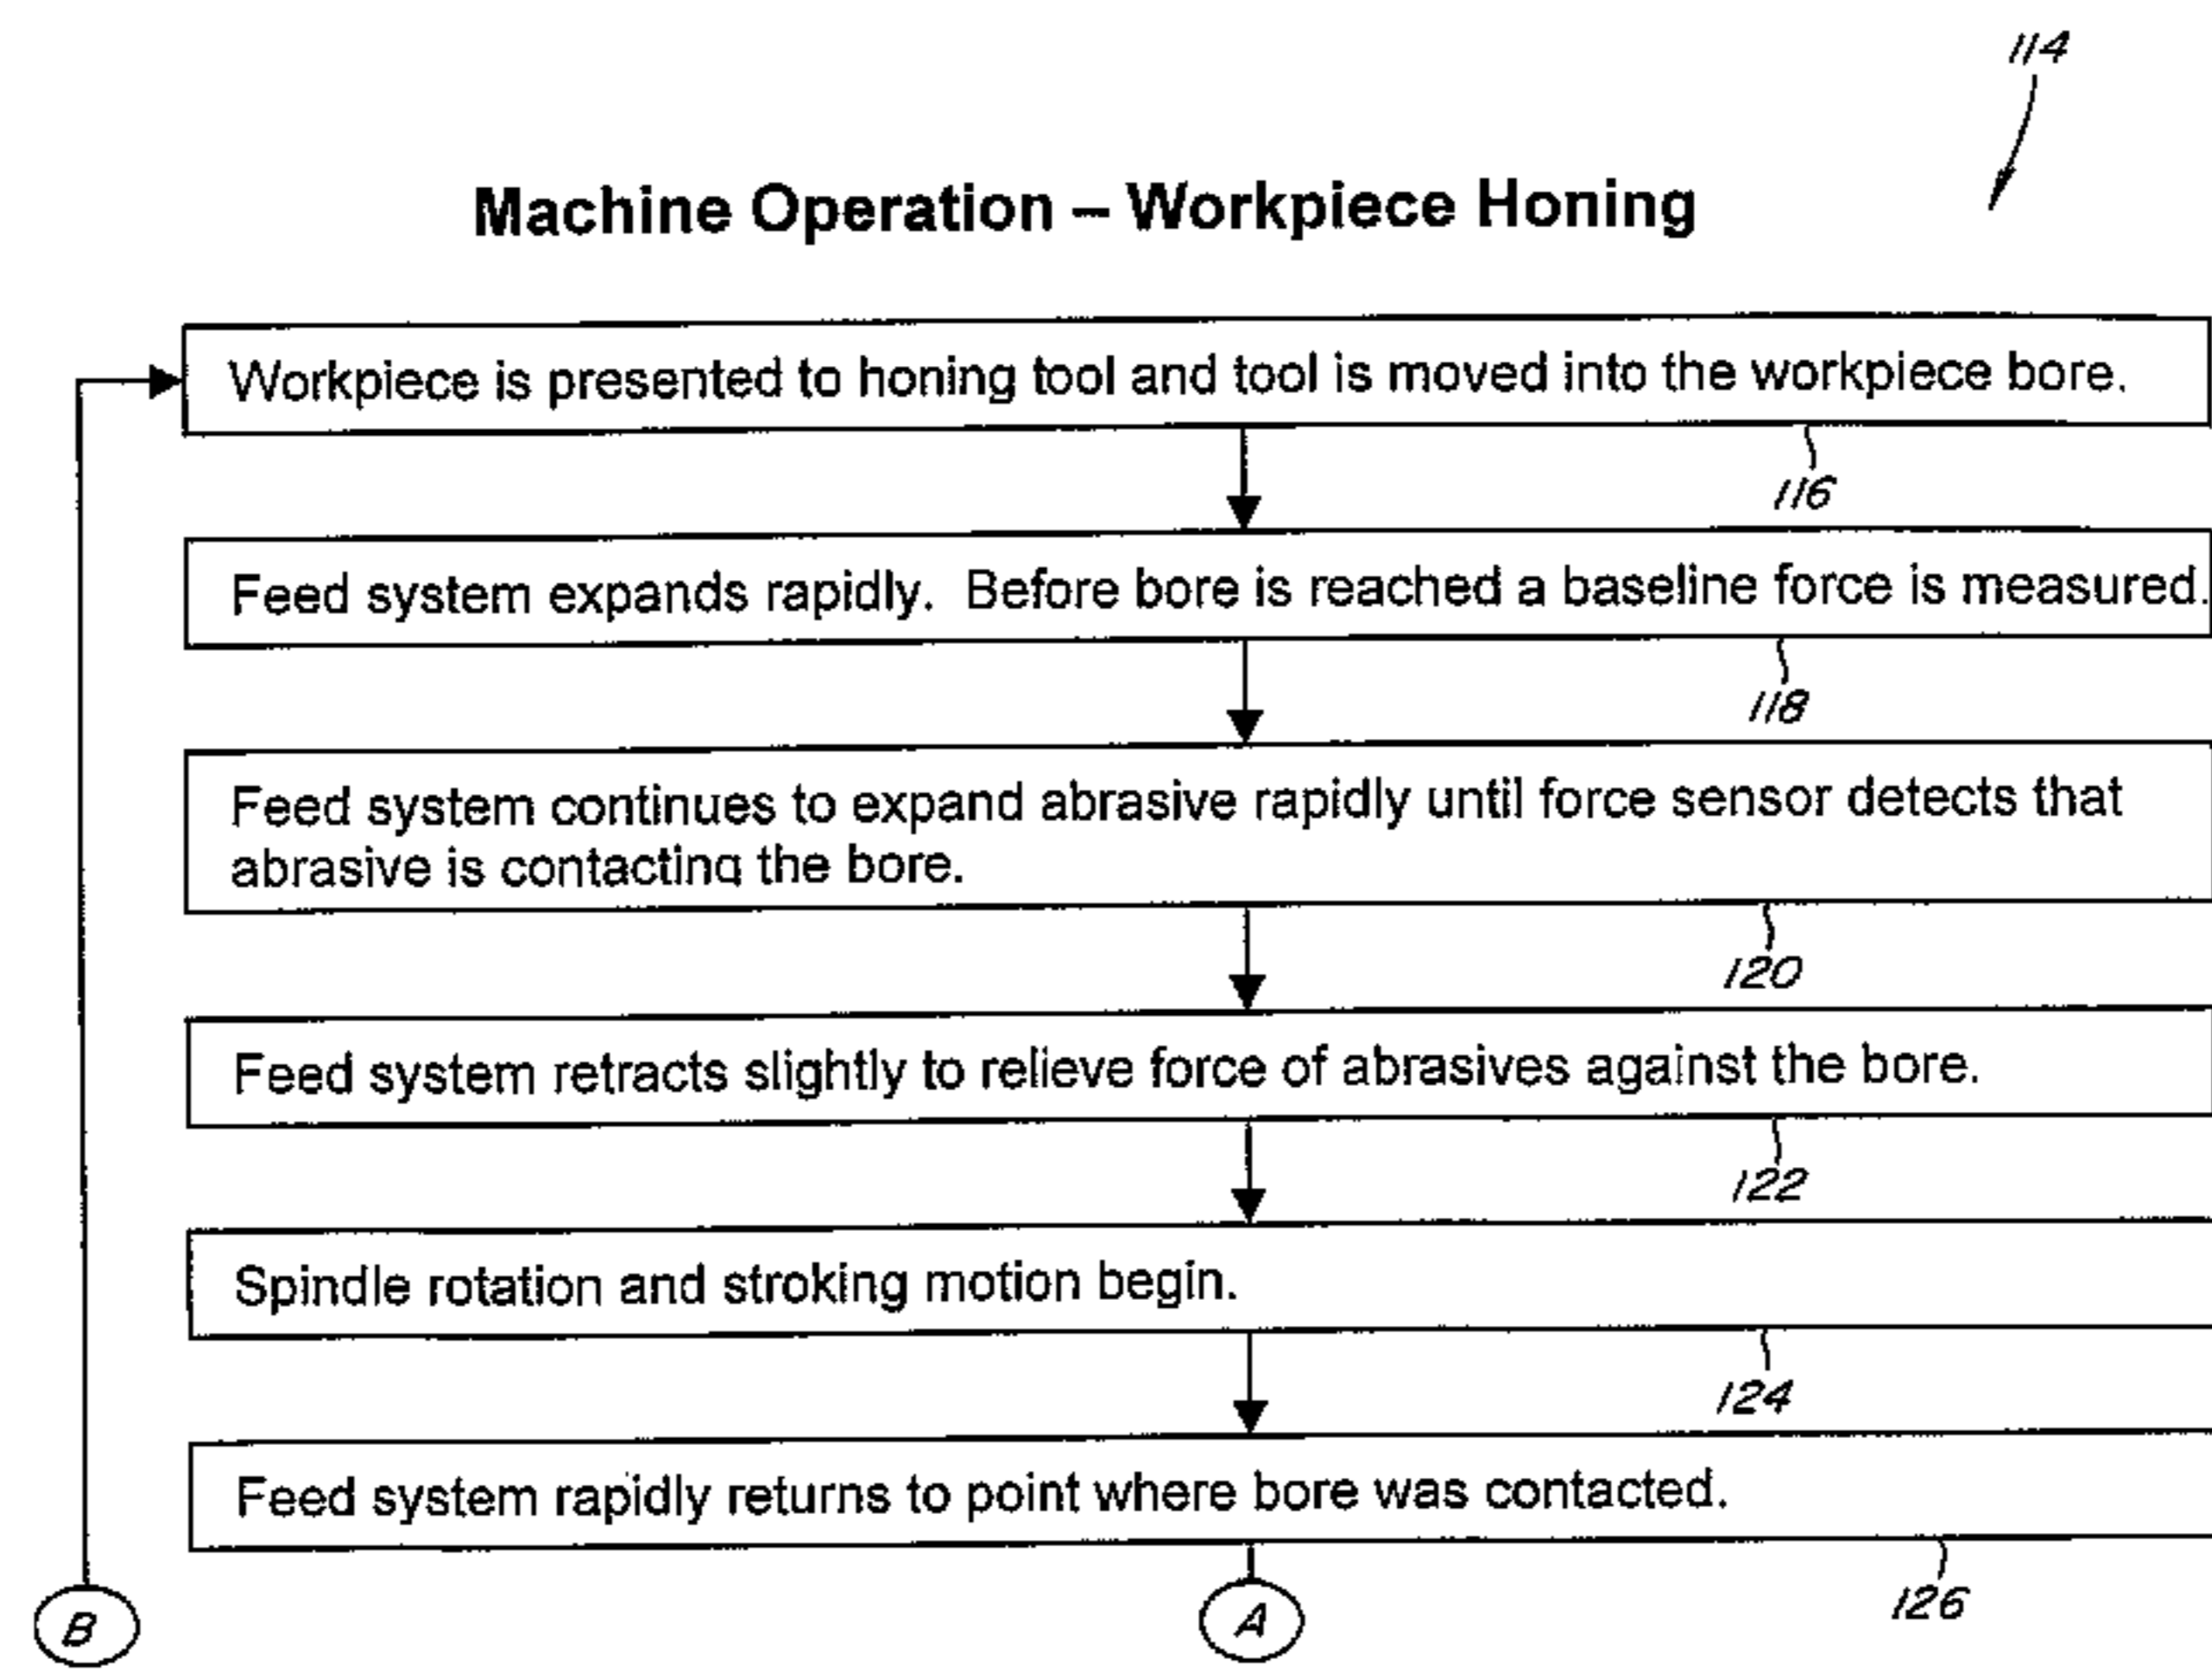 114
Machine Operation – Workpiece Honing
Workpiece is presented to honing tool and tool is moved into the workpiece bore.
116
Feed system expands rapidly.  Before bore is reached a baseline force is measured.
118
Feed system continues to expand abrasive rapidly until force sensor detects that
abrasive is contacting the bore.
120
Feed system retracts slightly to relieve force of abrasives against the bore.
122
Spindle rotation and stroking motion begin.
124
Feed system rapidly returns to point where bore was contacted.
126
B
A